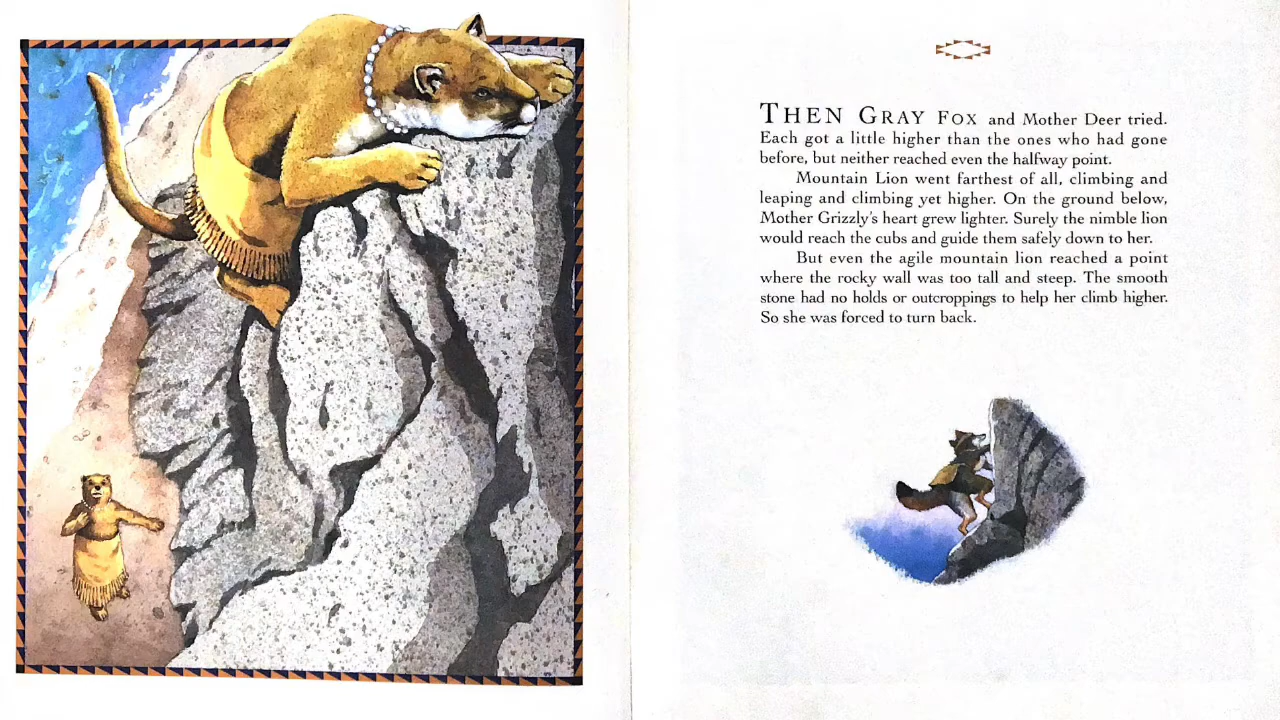 THEN GRAY FOX and Mother Deer tried.
Each got a little higher than the ones who had gone
before, but neither reached even the halfway point.
Mountain Lion went farthest of all, climbing and
leaping and climbing yet higher. On the ground below,
Mother Grizzly's heart grew lighter. Surely the nimble lion
would reach the cubs and guide them safely down to her.
But even the agile mountain lion reached a point
where the rocky wall was too tall and steep. The smooth
stone had no holds or outcroppings to help her climb higher.
So she was forced to turn back.